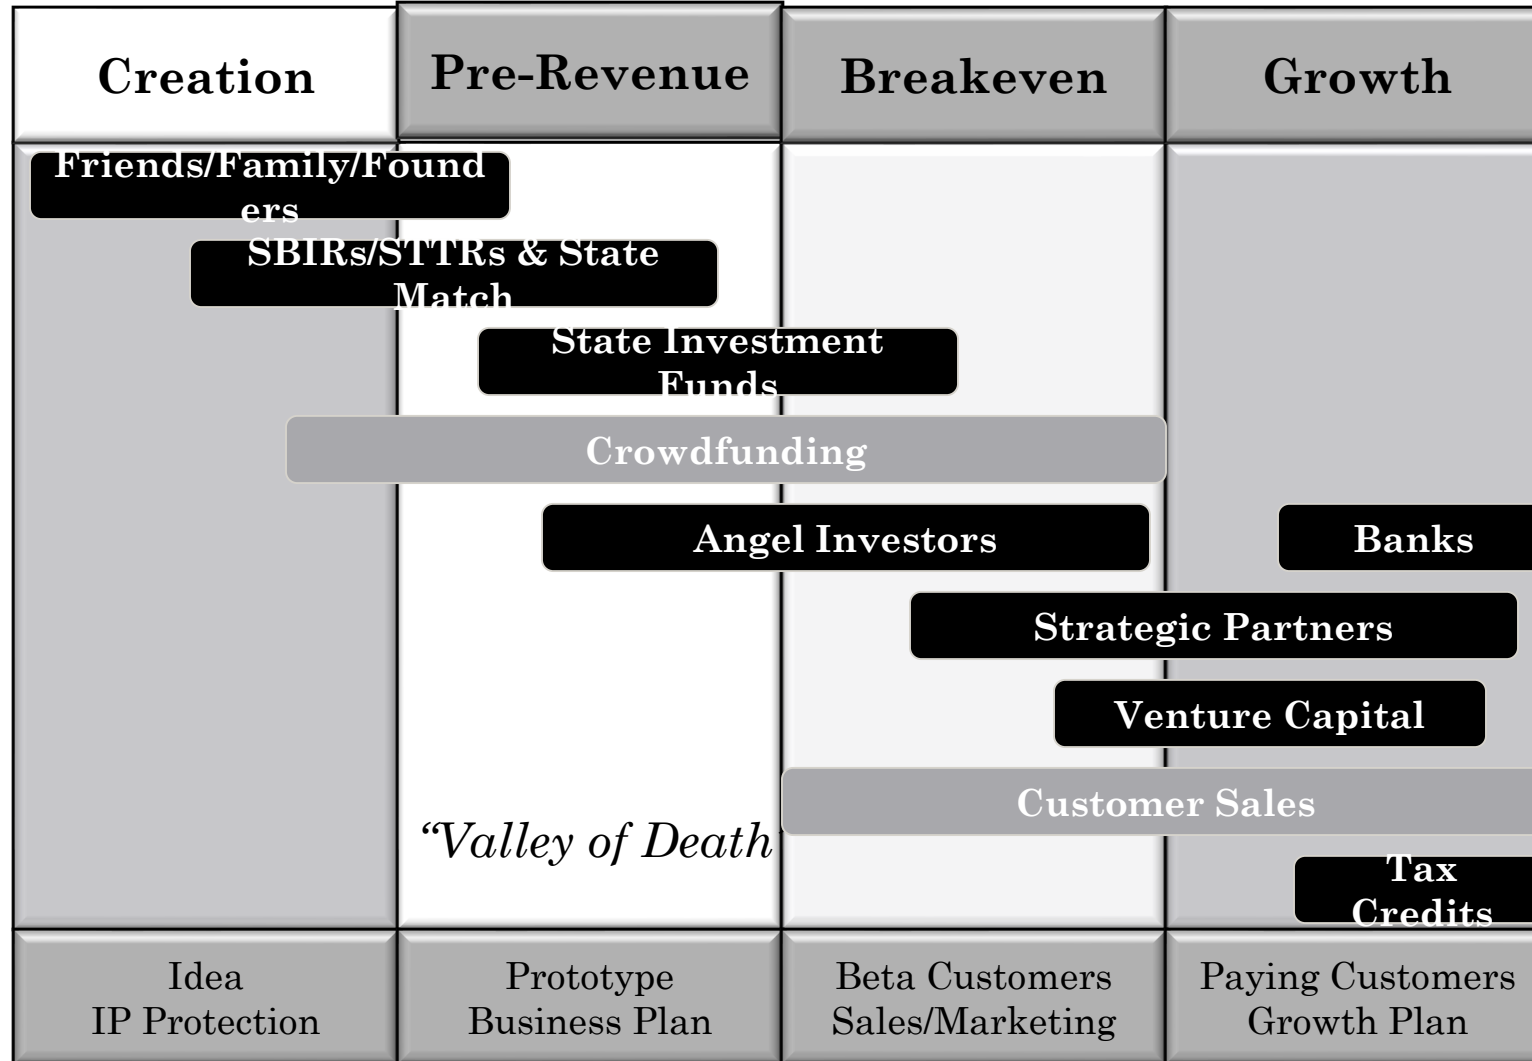 Creation
Pre-Revenue
Breakeven
Growth
Friends/Family/Found
ers
SBIRs/STTRs & State
Match
State Investment
Funds
Crowdfunding
Angel Investors
Banks
Strategic Partners
Venture Capital
Customer Sales
“Valley of Death
Tax
Credits
Idea
IP Protection
Prototype
Business Plan
Beta Customers
Sales/Marketing
Paying Customers
Growth Plan